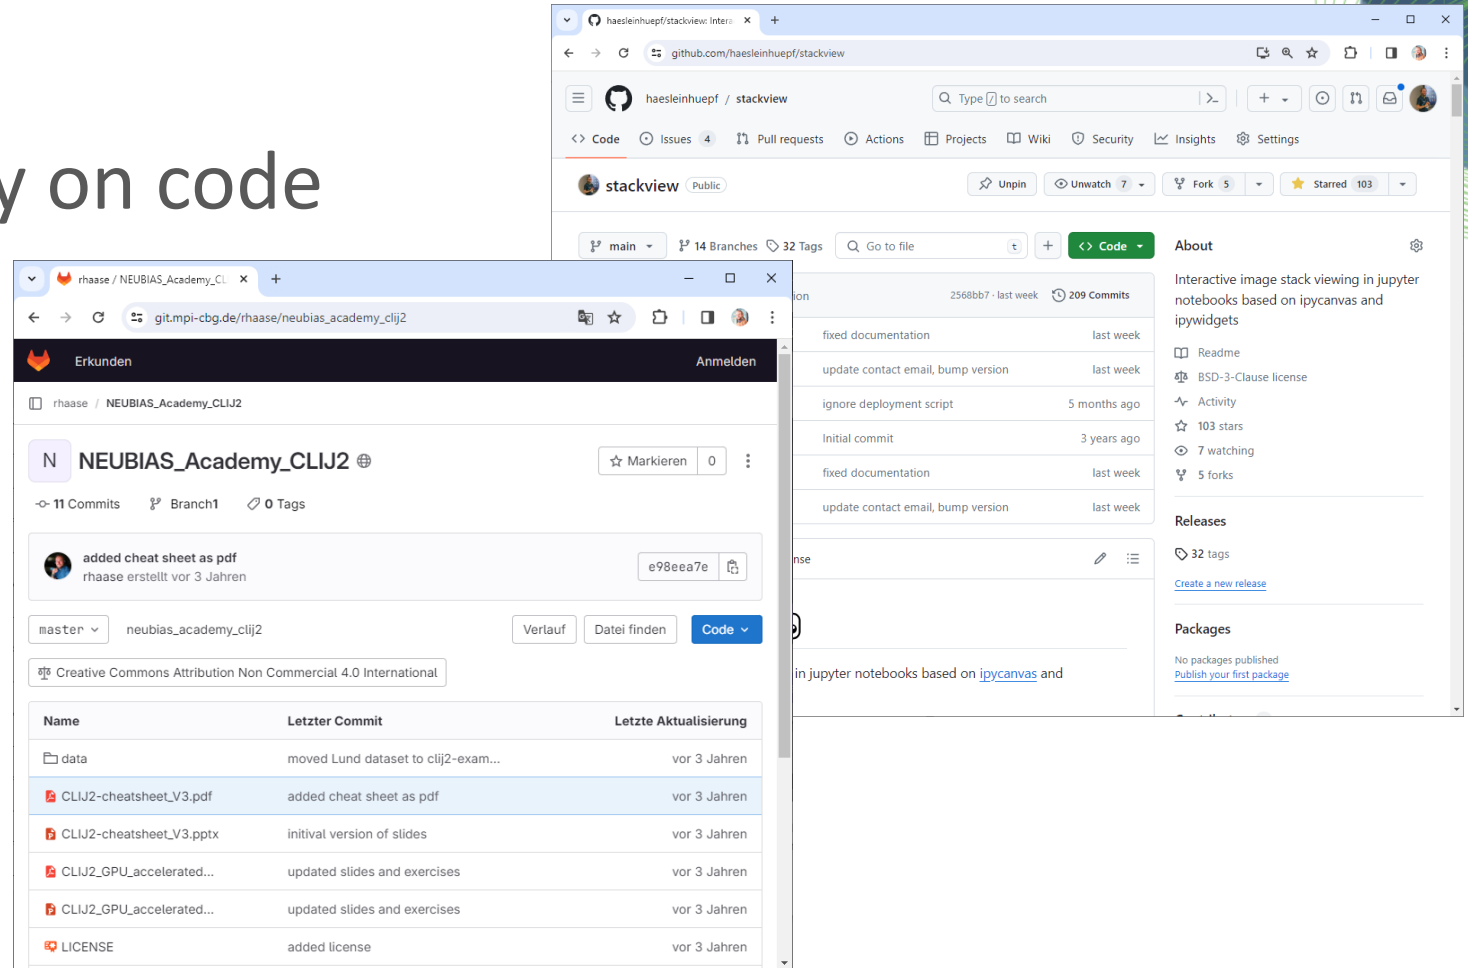 y on code
haesleinhuepf/stackview: Intera
github.com/haesleinhuepf/stackview
haesleinhuepf / stackview
Type / to search
Code
Issues 4
Pull requests
Actions
Projects
Wiki
Security
Insights
Settings
stackview Public
Unpin
Unwatch 7
Fork 5
Starred 103
main
14 Branches
32 Tags
Go to file
t
Code
ion
2568bb7 · last week
209 Commits
fixed documentation last week
update contact email, bump version last week
ignore deployment script 5 months ago
Initial commit 3 years ago
fixed documentation last week
update contact email, bump version last week
nse
in jupyter notebooks based on ipycanvas and
About
Interactive image stack viewing in jupyter
notebooks based on ipycanvas and
ipywidgets
Readme
BSD-3-Clause license
Activity
103 stars
7 watching
5 forks
Releases
32 tags
Create a new release
Packages
No packages published
Publish your first package
rhaase / NEUBIAS_Academy_CL
git.mpi-cbg.de/rhaase/neubias_academy_clij2
Erkunden
Anmelden
rhaase / NEUBIAS_Academy_CLIJ2
N
NEUBIAS_Academy_CLIJ2
Markieren 0
11 Commits
Branch1
0 Tags
added cheat sheet as pdf
rhaase erstellt vor 3 Jahren
e98eea7e
master
neubias_academy_clij2
Verlauf
Datei finden
Code
Creative Commons Attribution Non Commercial 4.0 International
Name Letzter Commit Letzte Aktualisierung
data moved Lund dataset to clij2-exam... vor 3 Jahren
CLIJ2-cheatsheet_V3.pdf added cheat sheet as pdf vor 3 Jahren
CLIJ2-cheatsheet_V3.pptx initival version of slides vor 3 Jahren
CLIJ2_GPU_accelerated... updated slides and exercises vor 3 Jahren
CLIJ2_GPU_accelerated... updated slides and exercises vor 3 Jahren
LICENSE added license vor 3 Jahren